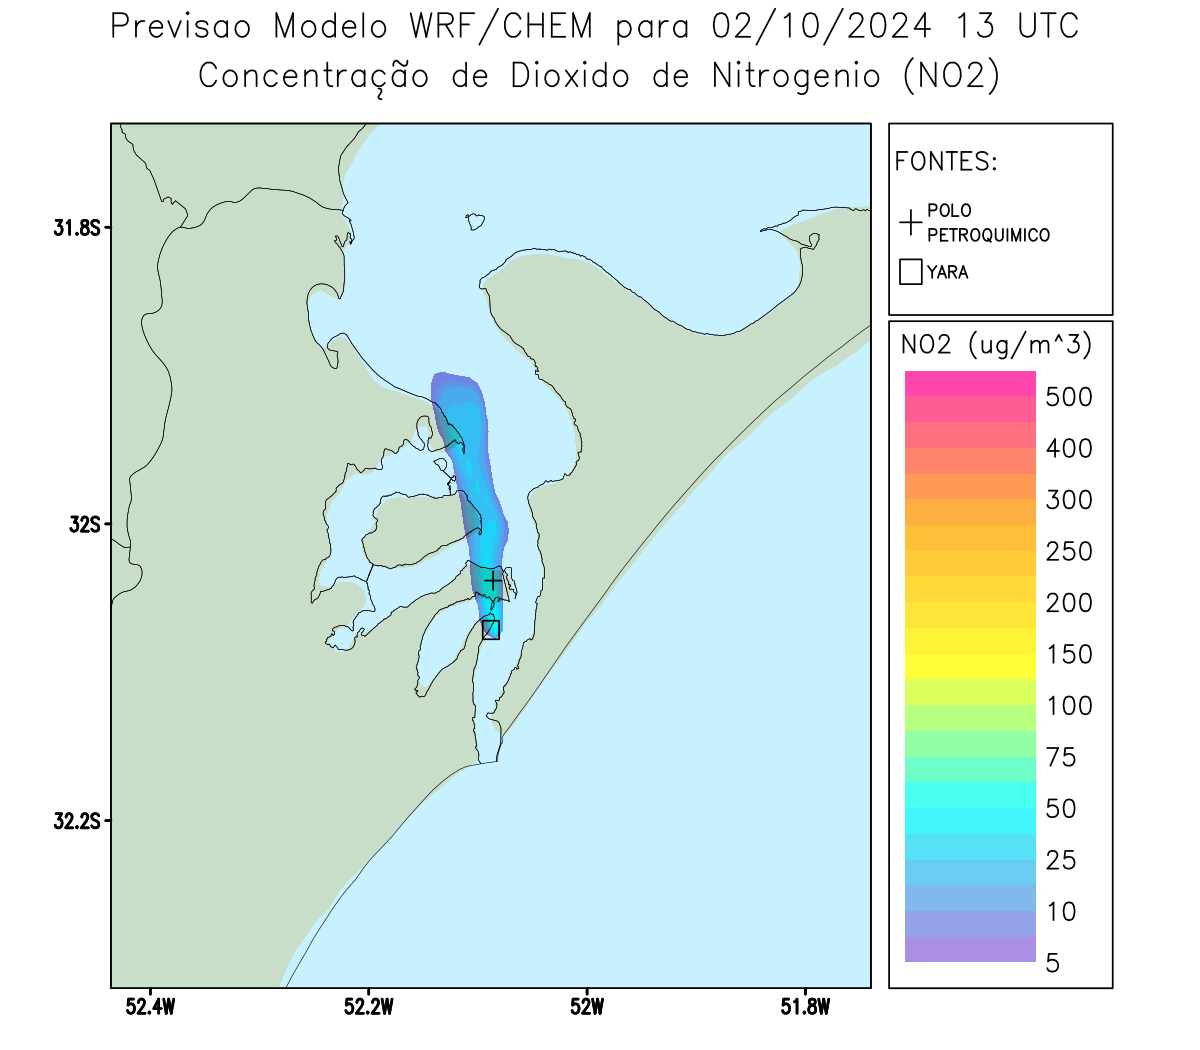 Previsao Modelo WRF/CHEM para 02/10/2024 13 UTC
Concentração de Dioxido de Nitrogenio (NO2)
FONTES:
POLO
PETROQUIMICO
YARA
NO2 (ug/m^3)
500
400
300
250
200
150
100
75
50
25
10
5
31.8S
32S
32.2S
52.4W
52.2W
52W
51.8W